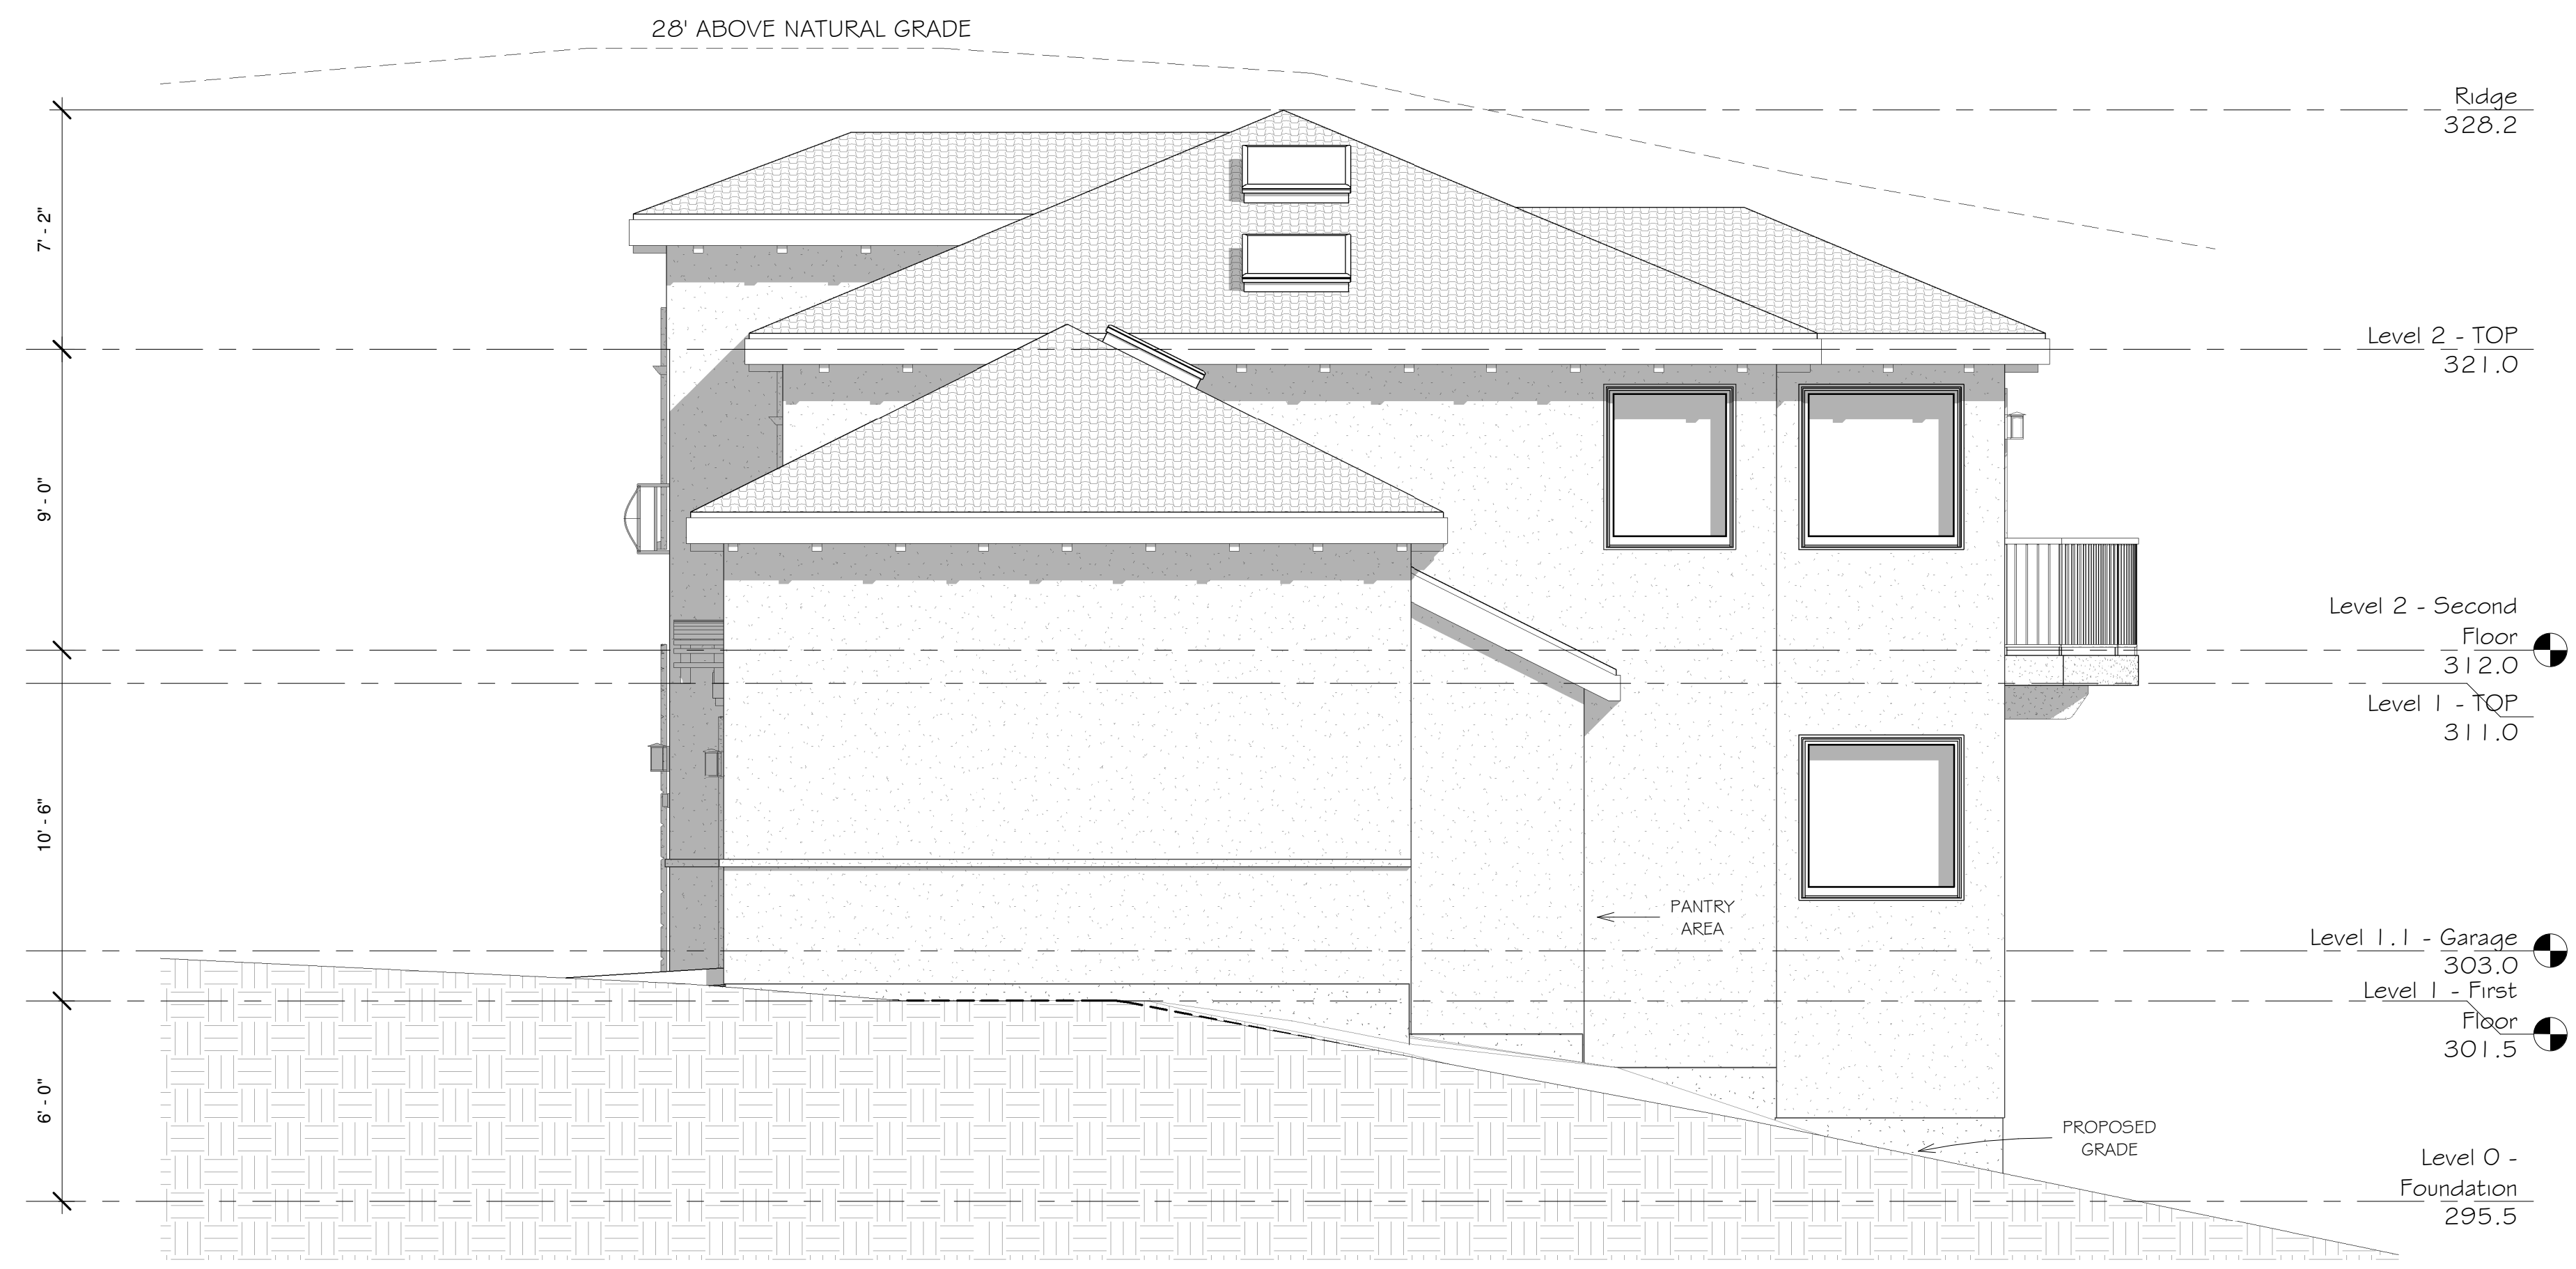 28' ABOVE NATURAL GRADE
Ridge
328.2
7' - 2"
Level 2 - TOP
321.0
9' - 0"
Level 2 - Second
Floor
312.0
Level 1 - TOP
311.0
10' - 6"
PANTRY
AREA
Level 1.1 - Garage
303.0
Level 1 - First
Floor
301.5
6' - 0"
PROPOSED
GRADE
Level 0 -
Foundation
295.5